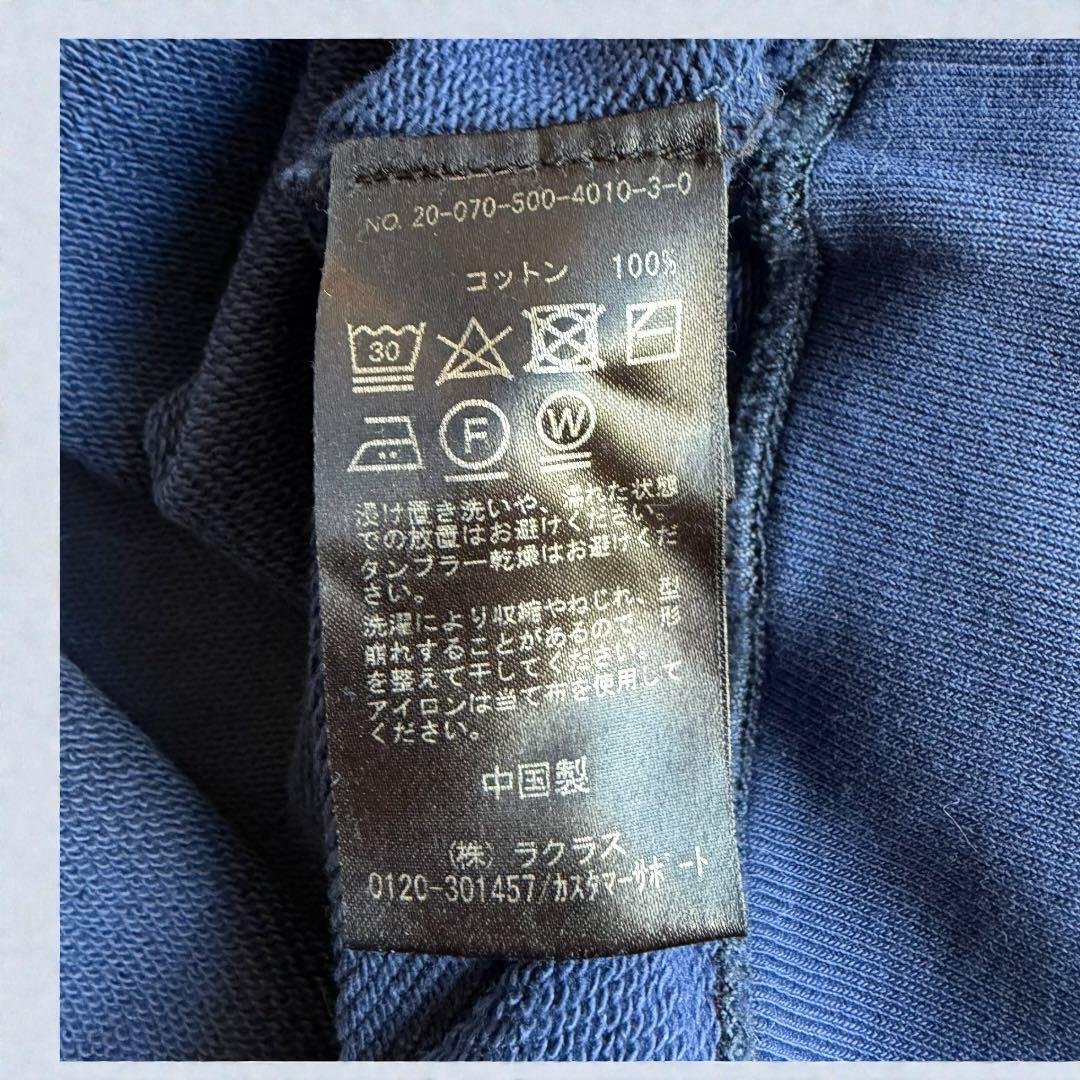 NO. 20-070-500-4010-3-0
コットン 100%
30
F
W
浸け置き洗いや、濡れた状態
での放置はお避けください。
タンブラー乾燥はお避けくだ
さい。
洗濯により収縮やねじれ、型
崩れすることがあるので、形
を整えて干してください。
アイロンは当て布を使用して
ください。
中国製
(株) ラクラス
0120-301457/カスタマーサポート